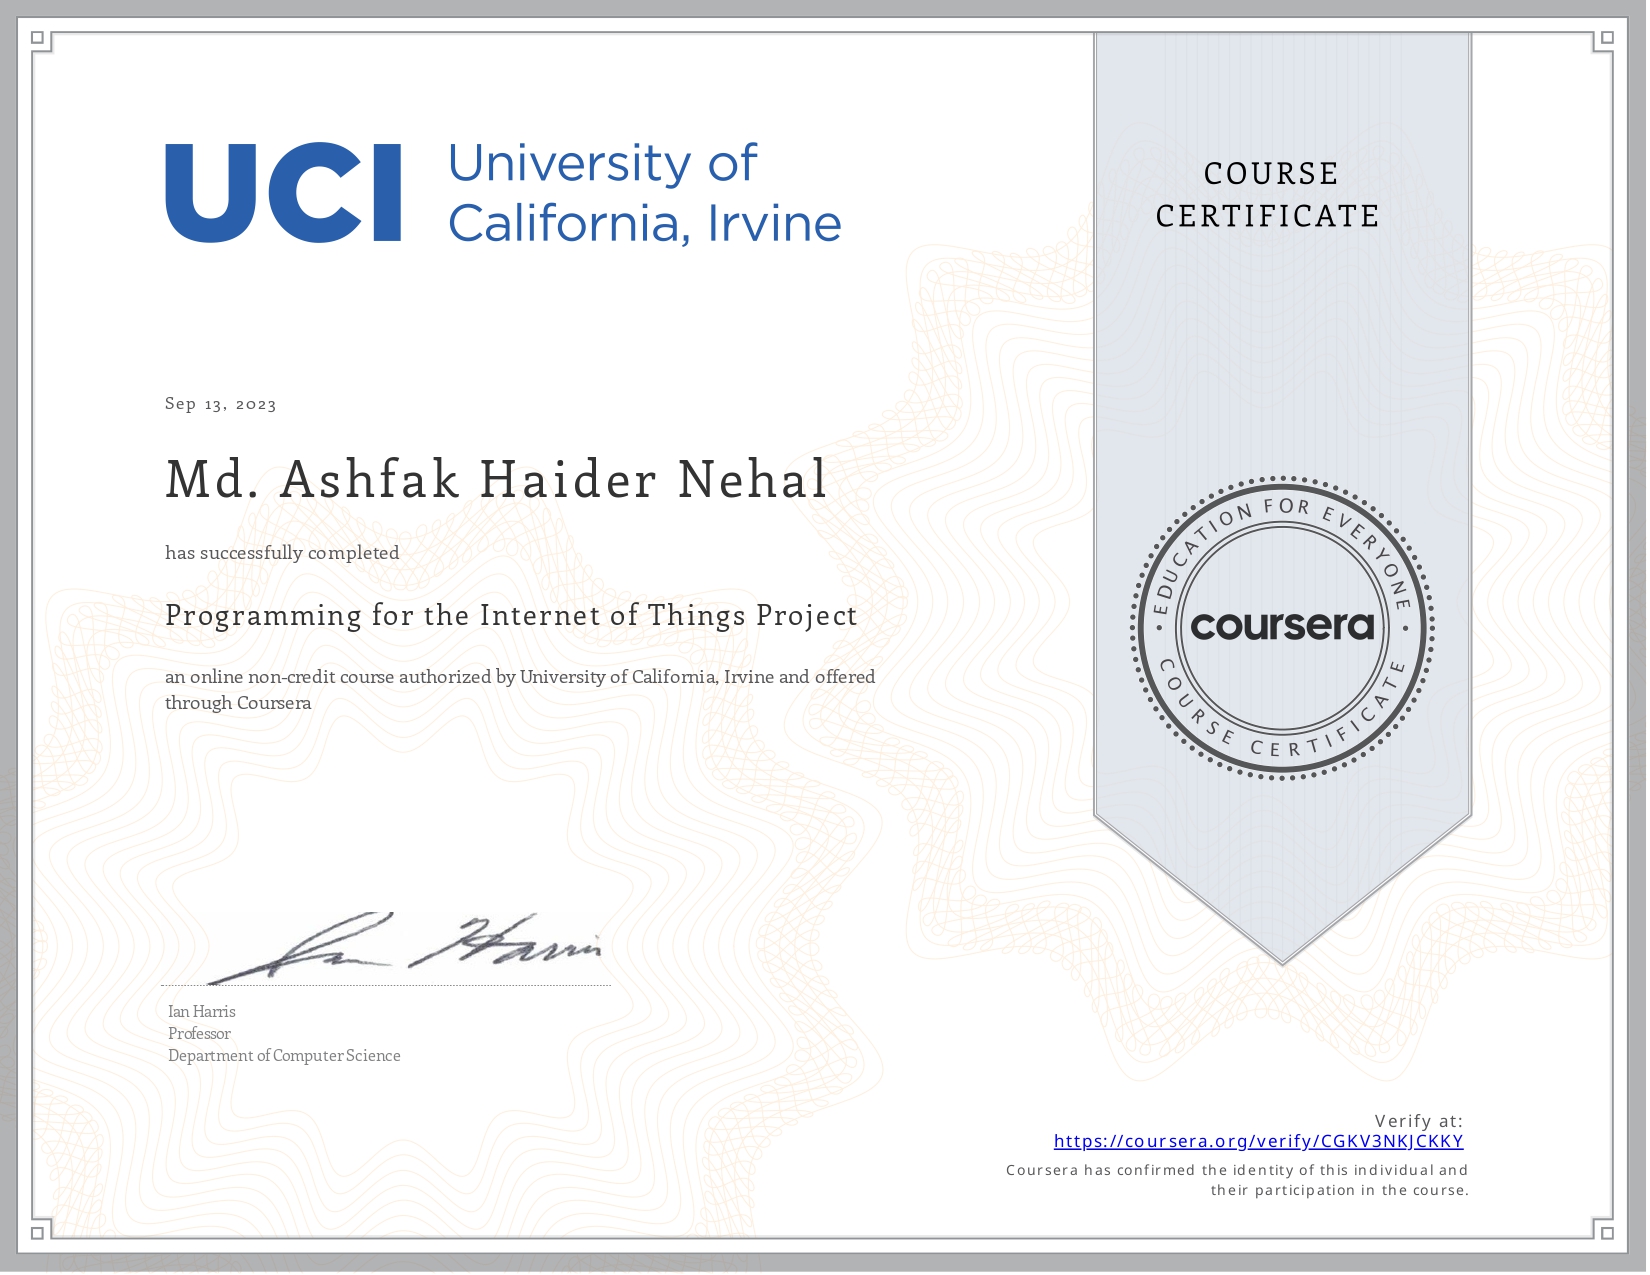 UCI University of
California, Irvine
COURSE
CERTIFICATE
Sep 13, 2023
Md. Ashfak Haider Nehal
has successfully completed
Programming for the Internet of Things Project
an online non-credit course authorized by University of California, Irvine and offered
through Coursera
EDUCATION FOR EVERYONE
coursera
COURSE CERTIFICATE
Ian Harris
Ian Harris
Professor
Department of Computer Science
Verify at:
https://coursera.org/verify/CGKV3NKJCKKY
Coursera has confirmed the identity of this individual and
their participation in the course.